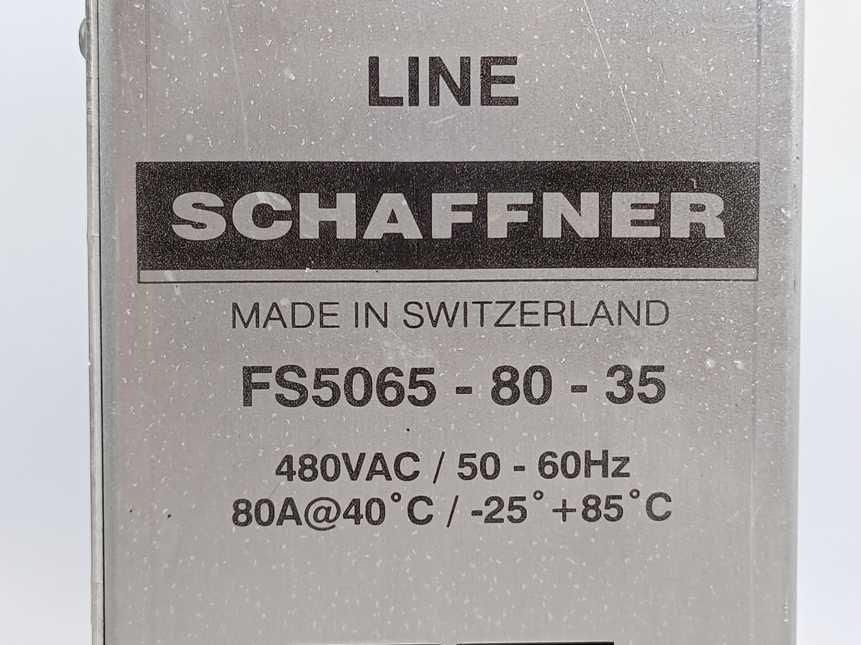 LINE
SCHAFFNER
MADE IN SWITZERLAND
FS5065 - 80 - 35
480VAC / 50 - 60Hz
80A@40°C / -25° +85°C